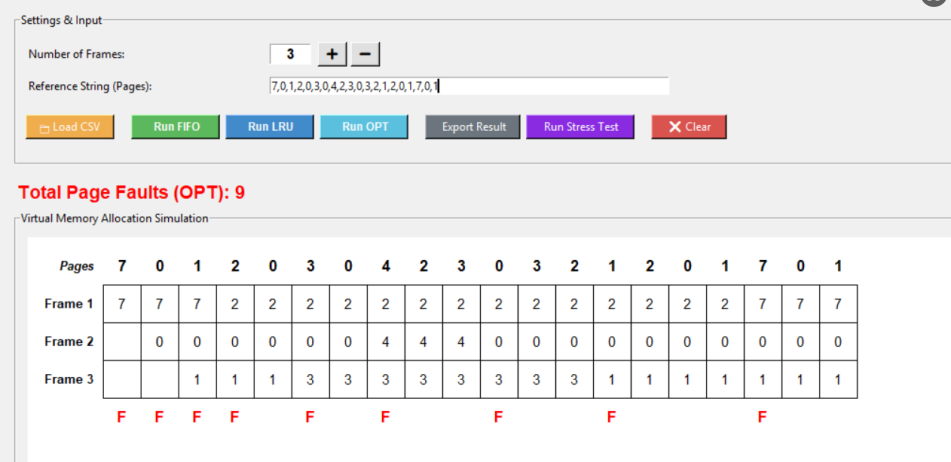 Settings & Input
Number of Frames: 3 + −
Reference String (Pages): 7,0,1,2,0,3,0,4,2,3,0,3,2,1,2,0,1,7,0,1
Load CSV Run FIFO Run LRU Run OPT Export Result Run Stress Test ✕ Clear
Total Page Faults (OPT): 9
Virtual Memory Allocation Simulation
Pages 7 0 1 2 0 3 0 4 2 3 0 3 2 1 2 0 1 7 0 1
Frame 1 7 7 7 2 2 2 2 2 2 2 2 2 2 2 2 2 2 7 7 7
Frame 2 0 0 0 0 0 0 4 4 4 0 0 0 0 0 0 0 0 0 0
Frame 3 1 1 1 3 3 3 3 3 3 3 3 1 1 1 1 1 1 1
F F F F F F F F F